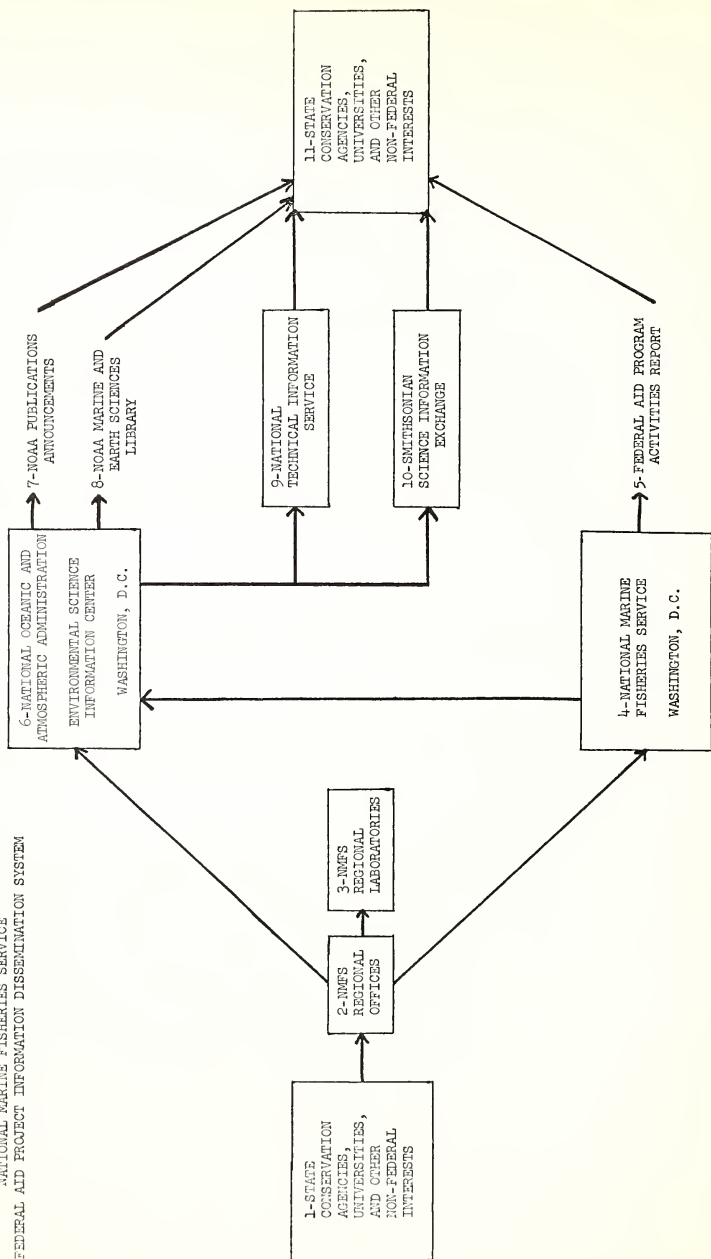 NATIONAL MARINE FISHERIES SERVICE
FEDERAL AID PROJECT INFORMATION DISSEMINATION SYSTEM
1-STATE
CONSERVATION
AGENCIES,
UNIVERSITIES,
AND OTHER
NON-FEDERAL
INTERESTS
2-NMFS
REGIONAL
OFFICES
3-NMFS
REGIONAL
LABORATORIES
6-NATIONAL OCEANIC AND
ATMOSPHERIC ADMINISTRATION
ENVIRONMENTAL SCIENCE
INFORMATION CENTER
WASHINGTON, D.C.
4-NATIONAL MARINE
FISHERIES SERVICE
WASHINGTON, D.C.
7-NOAA PUBLICATIONS
ANNOUNCEMENTS
8-NOAA MARINE AND
EARTH SCIENCES
LIBRARY
9-NATIONAL
TECHNICAL INFORMATION
SERVICE
10-SMITHSONIAN
SCIENCE INFORMATION
EXCHANGE
5-FEDERAL AID PROGRAM
ACTIVITIES REPORT
11-STATE
CONSERVATION
AGENCIES,
UNIVERSITIES,
AND OTHER
NON-FEDERAL
INTERESTS